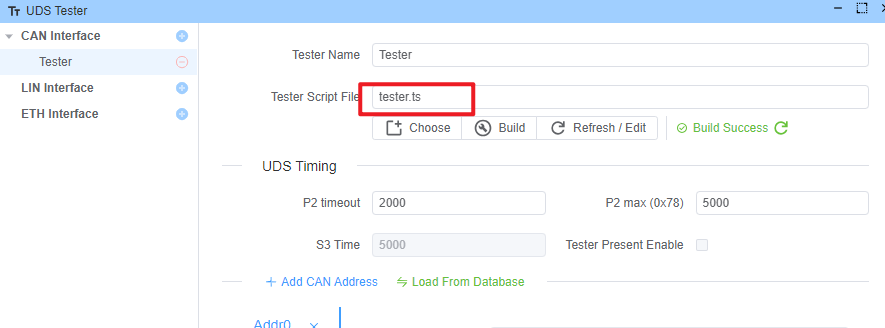 UDS Tester
CAN Interface
Tester
LIN Interface
ETH Interface
Tester Name Tester
Tester Script File tester.ts
Choose Build Refresh / Edit Build Success
UDS Timing
P2 timeout 2000 P2 max (0x78) 5000
S3 Time 5000 Tester Present Enable
Add CAN Address Load From Database
Addr0